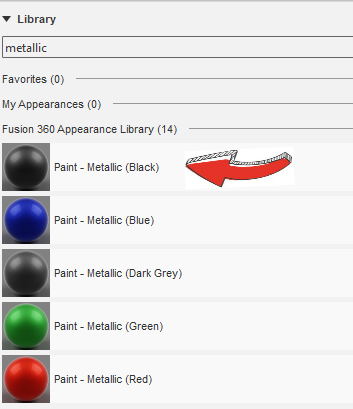 Library
metallic
Favorites (0)
My Appearances (0)
Fusion 360 Appearance Library (14)
Paint - Metallic (Black)
Paint - Metallic (Blue)
Paint - Metallic (Dark Grey)
Paint - Metallic (Green)
Paint - Metallic (Red)